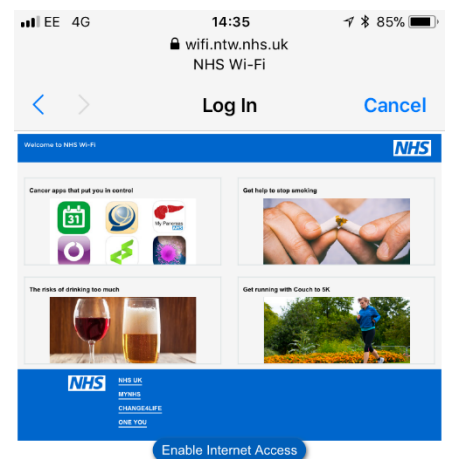 EE 4G 14:35 85%
wifi.ntw.nhs.uk
NHS Wi-Fi
Log In Cancel
Welcome to NHS Wi-Fi NHS
Cancer apps that put you in control
31
My Pancreas
Get help to stop smoking
The risks of drinking too much
Get running with Couch to 5K
NHS
NHS UK
MYNHS
CHANGE4LIFE
ONE YOU
Enable Internet Access